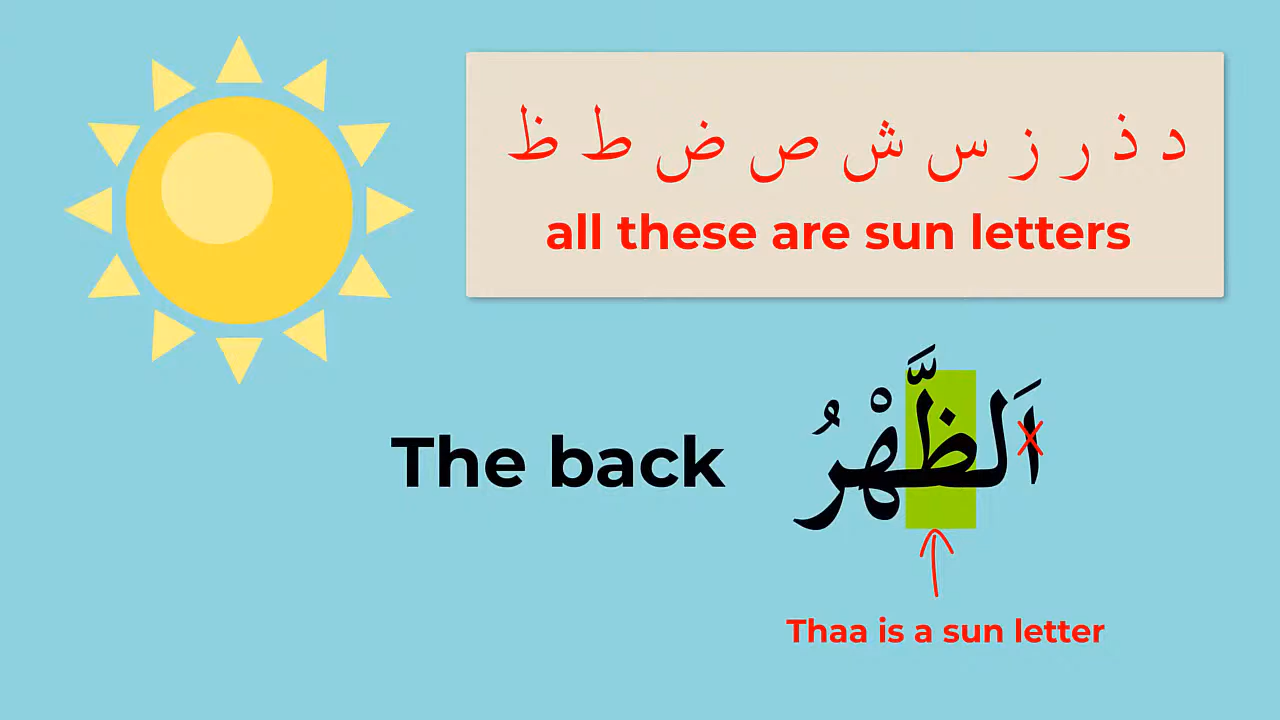 د ذ ر ز س ش ص ض ط ظ
all these are sun letters
The back اَلظَّهْرُ
Thaa is a sun letter